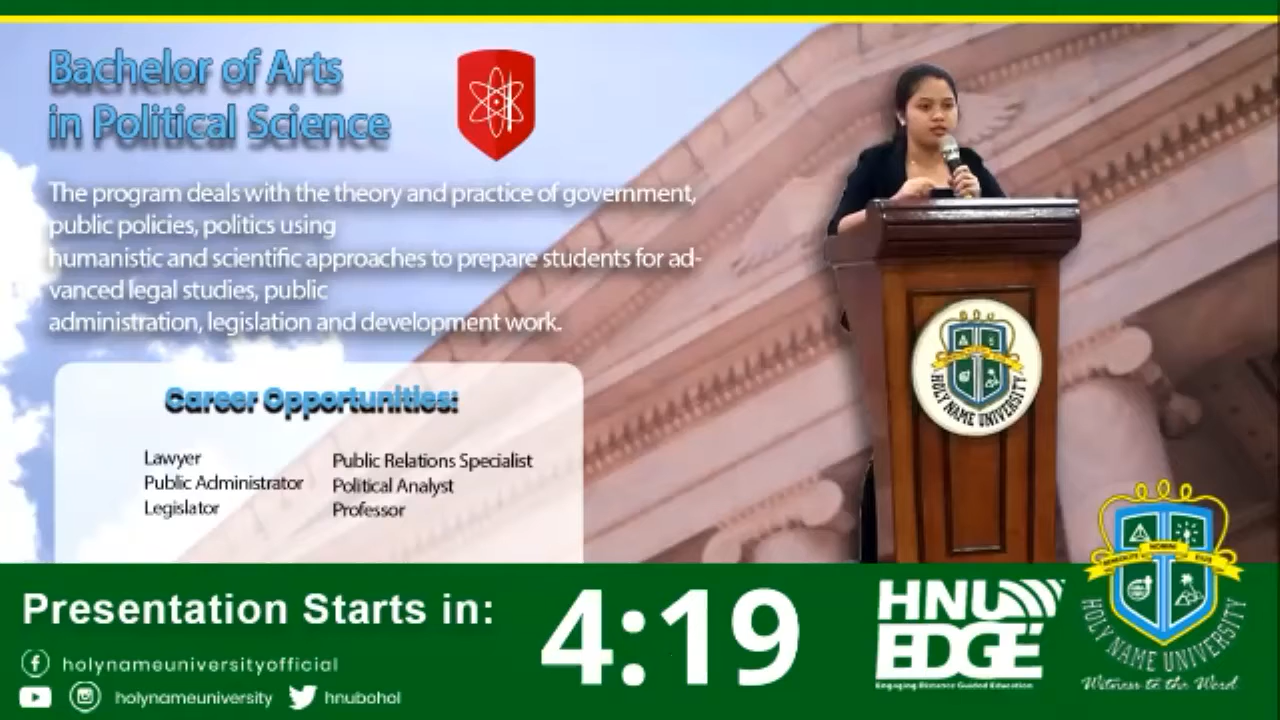 Bachelor of Arts
in Political Science
The program deals with the theory and practice of government,
public policies, politics using
humanistic and scientific approaches to prepare students for ad-
vanced legal studies, public
administration, legislation and development work.
Career Opportunities:
Lawyer
Public Administrator
Legislator
Public Relations Specialist
Political Analyst
Professor
HOLY NAME UNIVERSITY
Presentation Starts in:
4:19
holynameuniversityofficial
holynameuniversity
hnubohol
HNU
EDGE
Engaging Distance Guided Education
HOLY NAME UNIVERSITY
Witness to the Word